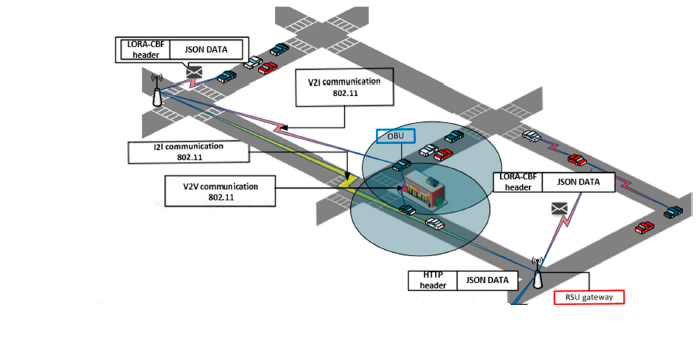 LORA-CBF
header
JSON DATA
V2I communication
802.11
OBU
I2I communication
802.11
V2V communication
802.11
LORA-CBF
header
JSON DATA
HTTP
header
JSON DATA
RSU gateway